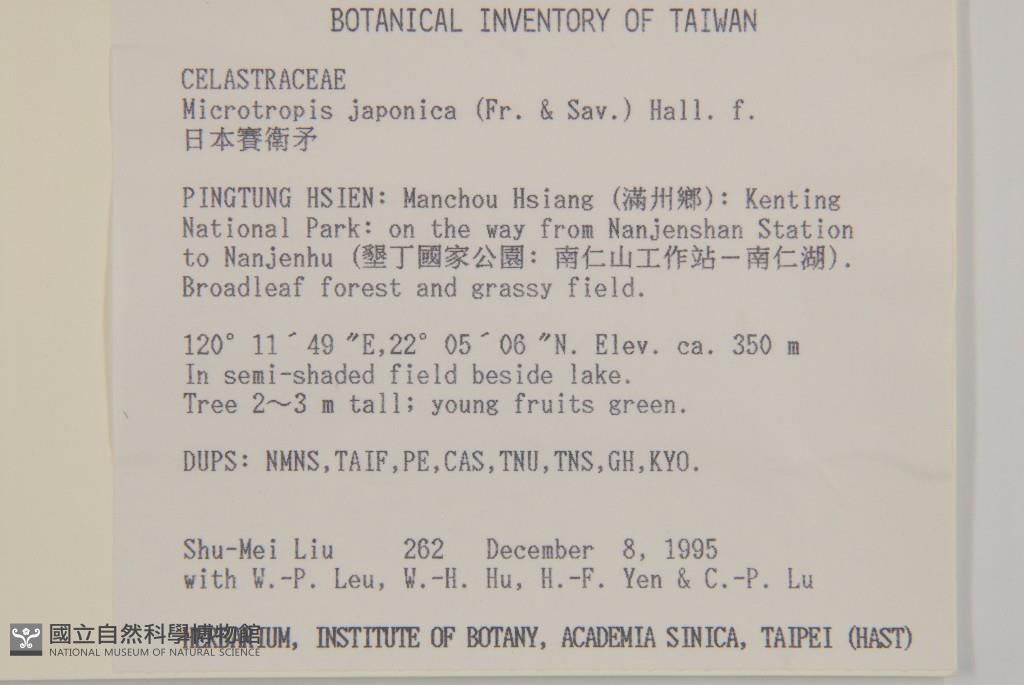 BOTANICAL INVENTORY OF TAIWAN
CELASTRACEAE
Microtropis japonica (Fr. & Sav.) Hall. f.
日本賽衛矛
PINGTUNG HSIEN: Manchou Hsiang (滿州鄉): Kenting
National Park: on the way from Nanjenshan Station
to Nanjenhu (墾丁國家公園: 南仁山工作站－南仁湖).
Broadleaf forest and grassy field.
120° 11′49″E,22° 05′06″N. Elev. ca. 350 m
In semi-shaded field beside lake.
Tree 2～3 m tall; young fruits green.
DUPS: NMNS,TAIF,PE,CAS,TNU,TNS,GH,KYO.
Shu-Mei Liu 262 December 8, 1995
with W.-P. Leu, W.-H. Hu, H.-F. Yen & C.-P. Lu
HERBARIUM, INSTITUTE OF BOTANY, ACADEMIA SINICA, TAIPEI (HAST)
國立自然科學博物館
NATIONAL MUSEUM OF NATURAL SCIENCE